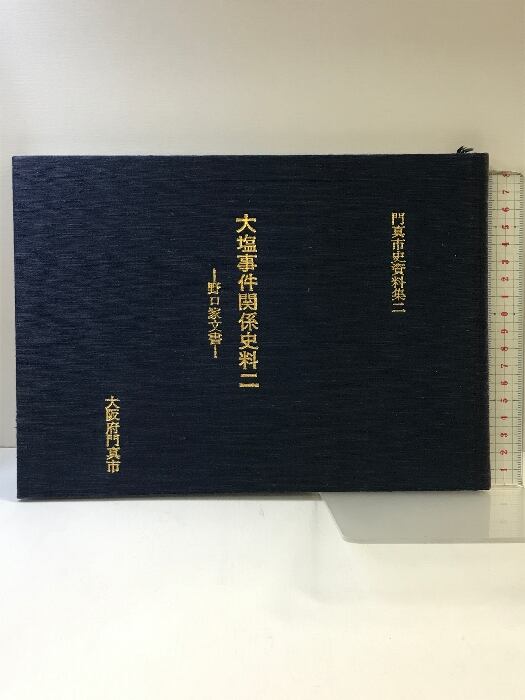 門真市史資料集二
大塩事件関係史料二
―野口家文書―
大阪府門真市